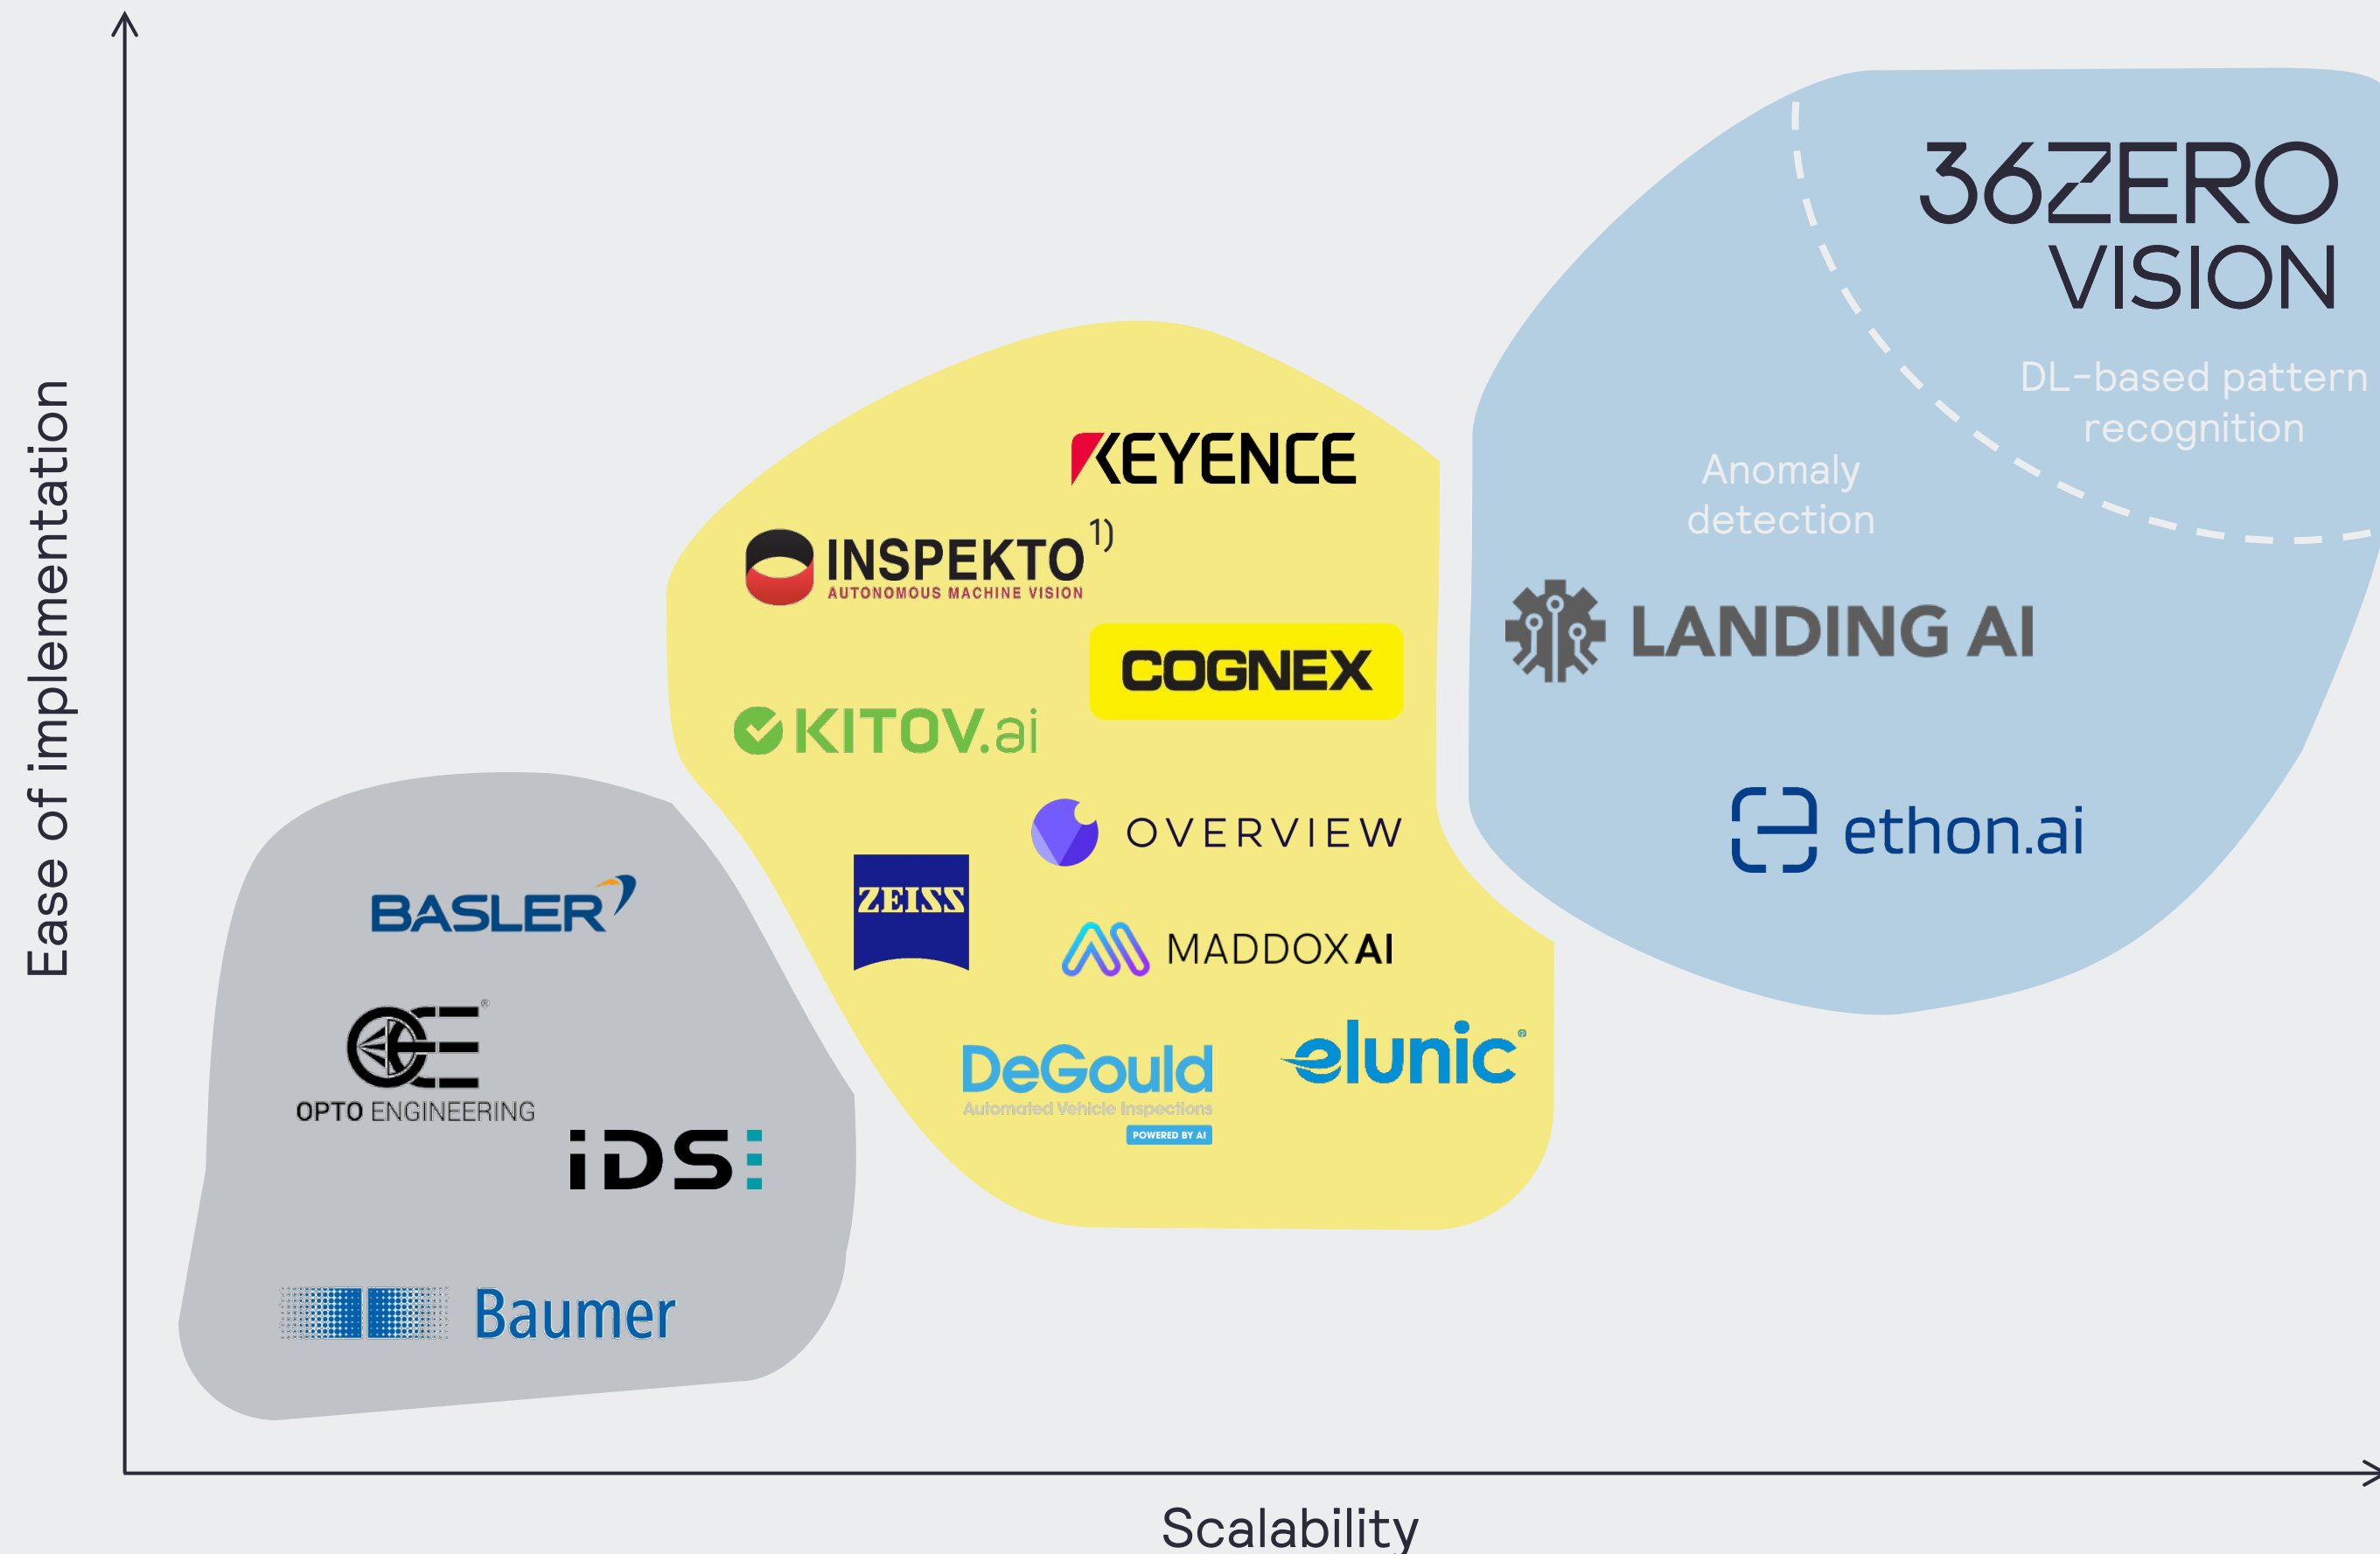 Ease of implementation
36ZERO
VISION
DL-based pattern
recognition
Anomaly
detection
KEYENCE
INSPEKTO 1)
AUTONOMOUS MACHINE VISION
COGNEX
LANDING AI
KITOV.ai
OVERVIEW
ethon.ai
ZEISS
BASLER
MADDOXAI
OE®
OPTO ENGINEERING
elunic®
DeGould
Automated Vehicle Inspections
POWERED BY AI
iDS
Baumer
Scalability